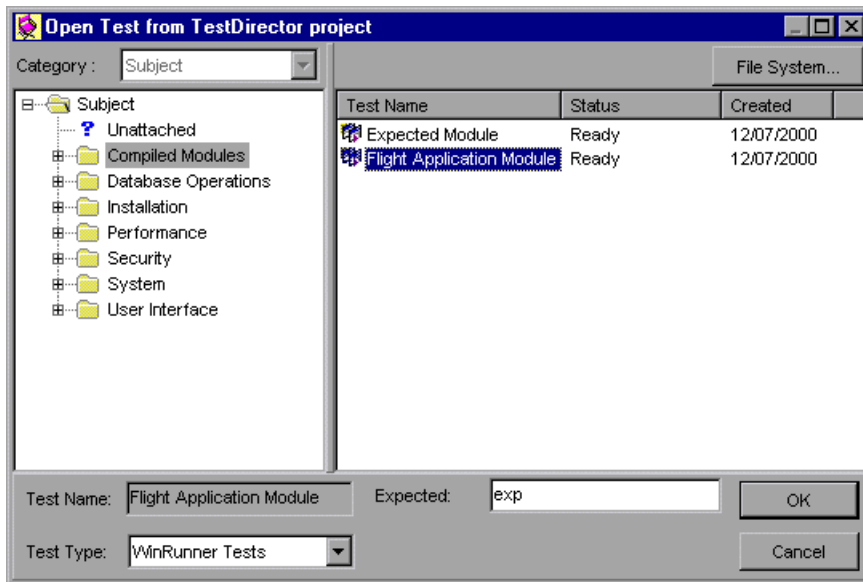 Open Test from TestDirector project
Category : Subject File System...
Subject
Unattached
Compiled Modules
Database Operations
Installation
Performance
Security
System
User Interface
Test Name Status Created
Expected Module Ready 12/07/2000
Flight Application Module Ready 12/07/2000
Test Name: Flight Application Module Expected: exp OK
Test Type: WinRunner Tests Cancel